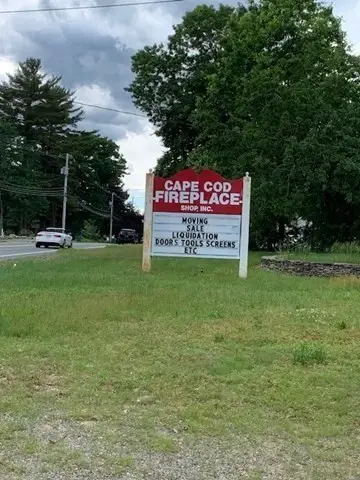 CAPE COD
FIREPLACE
SHOP, INC.
MOVING
SALE
LIQUIDATION
DOORS TOOLS SCREENS
ETC